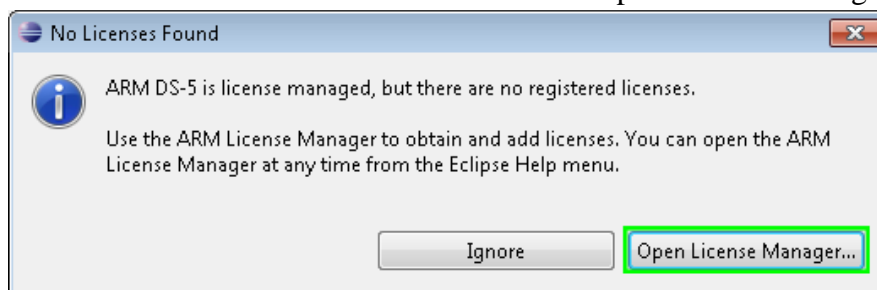 No Licenses Found
ARM DS-5 is license managed, but there are no registered licenses.
Use the ARM License Manager to obtain and add licenses. You can open the ARM
License Manager at any time from the Eclipse Help menu.
Ignore
Open License Manager...